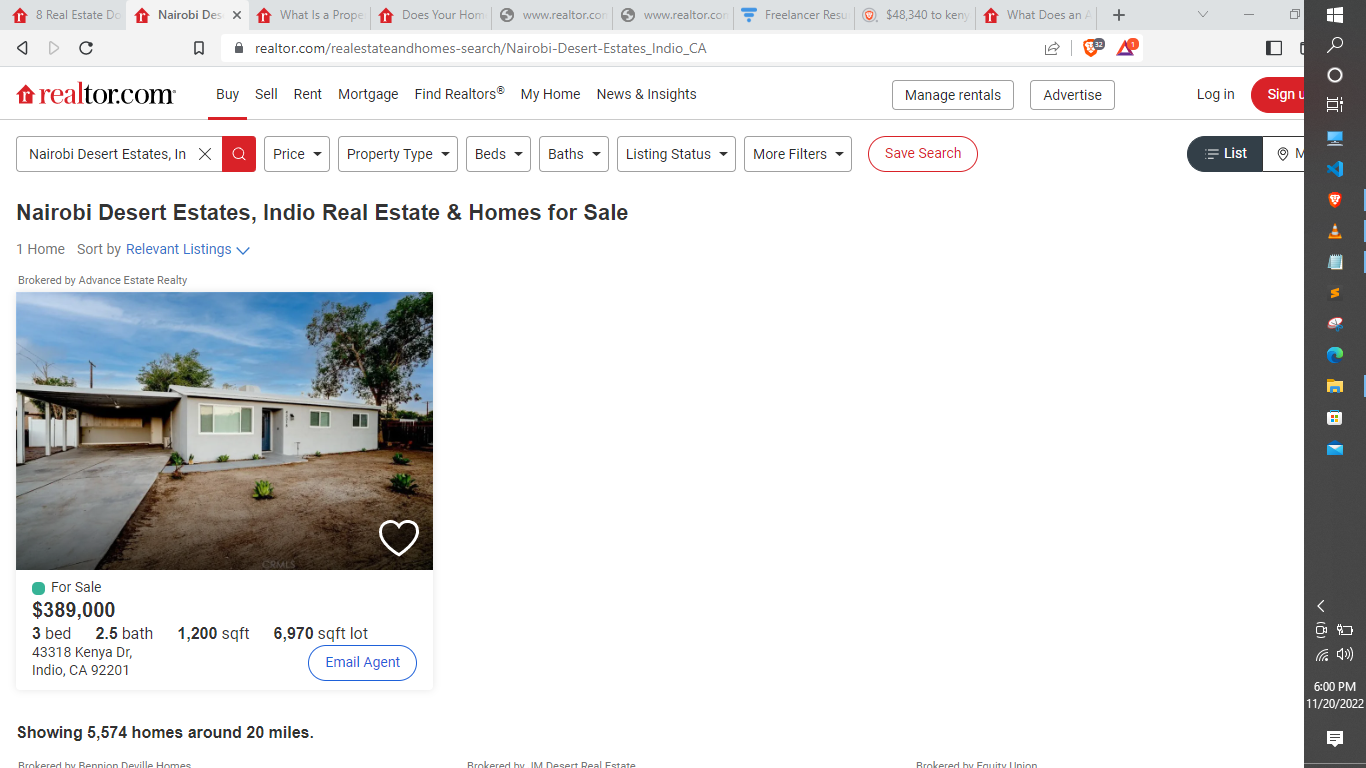 8 Real Estate Do
Nairobi Des
What Is a Prope
Does Your Hom
www.realtor.con
www.realtor.con
Freelancer Resu
$48,340 to keny
What Does an A
realtor.com/realestateandhomes-search/Nairobi-Desert-Estates_Indio_CA
32
1
realtor.com®
Buy
Sell
Rent
Mortgage
Find Realtors®
My Home
News & Insights
Manage rentals
Advertise
Log in
Sign u
Nairobi Desert Estates, In
Price
Property Type
Beds
Baths
Listing Status
More Filters
Save Search
List
M
Nairobi Desert Estates, Indio Real Estate & Homes for Sale
1 Home Sort by Relevant Listings
Brokered by Advance Estate Realty
CRMLS
For Sale
$389,000
3 bed 2.5 bath 1,200 sqft 6,970 sqft lot
43318 Kenya Dr,
Indio, CA 92201
Email Agent
Showing 5,574 homes around 20 miles.
Brokered by Bennion Deville Homes
Brokered by JM Desert Real Estate
Brokered by Equity Union
6:00 PM
11/20/2022